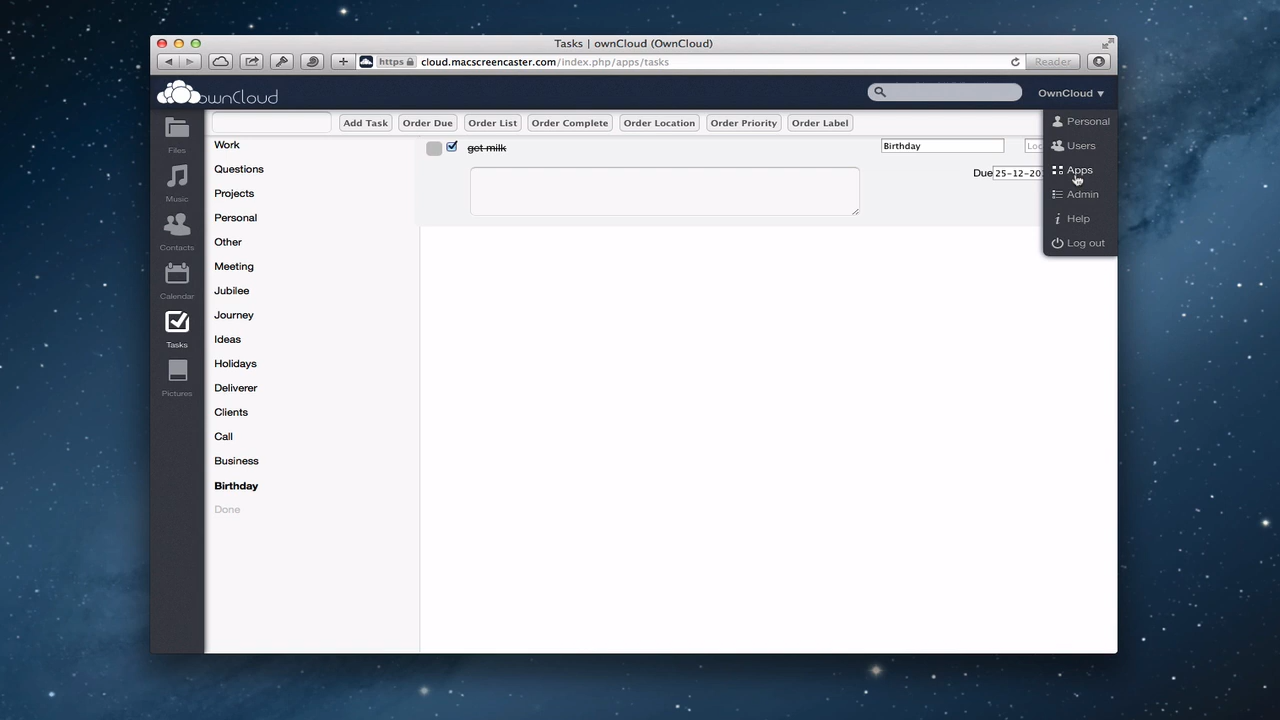 Tasks | ownCloud (OwnCloud)
https cloud.macscreencaster.com/index.php/apps/tasks
Reader
ownCloud
OwnCloud ▼
Add Task
Order Due
Order List
Order Complete
Order Location
Order Priority
Order Label
Files
Music
Contacts
Calendar
Tasks
Pictures
Work
Questions
Projects
Personal
Other
Meeting
Jubilee
Journey
Ideas
Holidays
Deliverer
Clients
Call
Business
Birthday
Done
get milk
Birthday
Due 25-12-20
Personal
Users
Apps
Admin
Help
Log out